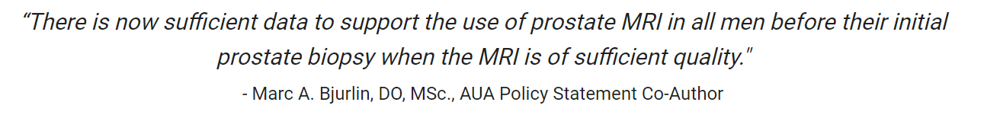 “There is now sufficient data to support the use of prostate MRI in all men before their initial
prostate biopsy when the MRI is of sufficient quality."
- Marc A. Bjurlin, DO, MSc., AUA Policy Statement Co-Author